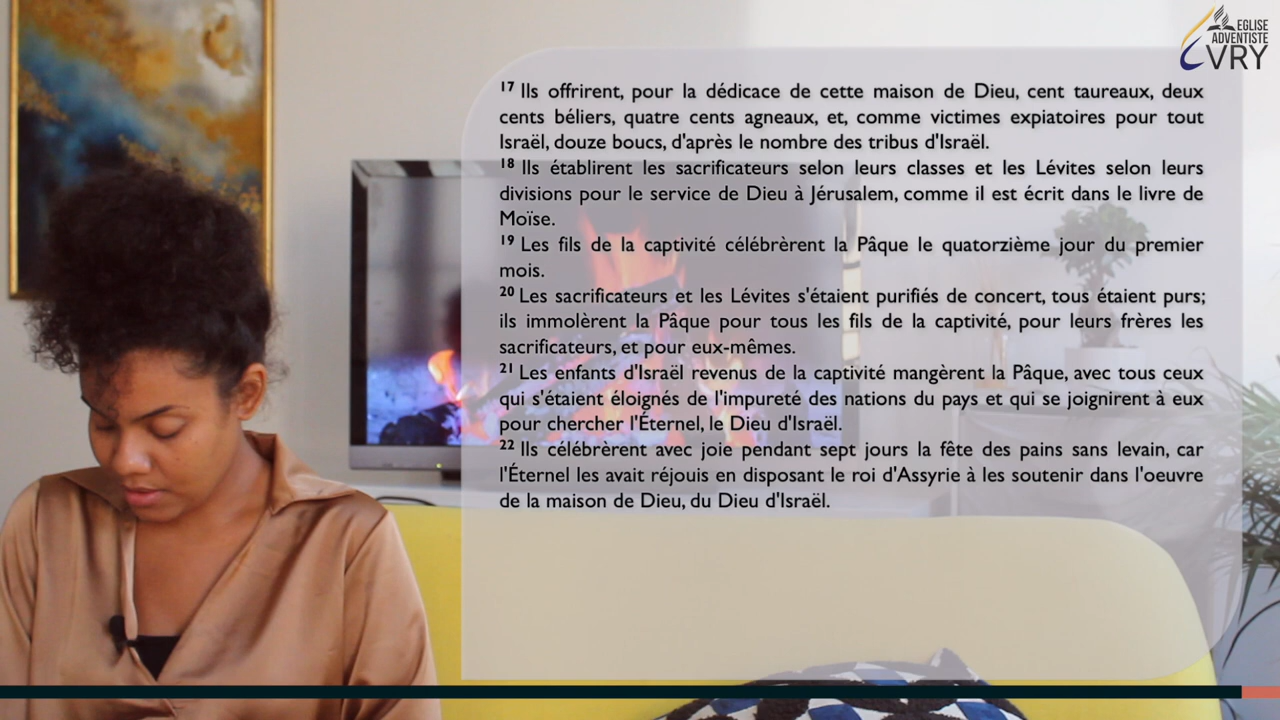 EGLISE
ADVENTISTE
VRY
17 Ils offrirent, pour la dédicace de cette maison de Dieu, cent taureaux, deux
cents béliers, quatre cents agneaux, et, comme victimes expiatoires pour tout
Israël, douze boucs, d'après le nombre des tribus d'Israël.
18 Ils établirent les sacrificateurs selon leurs classes et les Lévites selon leurs
divisions pour le service de Dieu à Jérusalem, comme il est écrit dans le livre de
Moïse.
19 Les fils de la captivité célébrèrent la Pâque le quatorzième jour du premier
mois.
20 Les sacrificateurs et les Lévites s'étaient purifiés de concert, tous étaient purs;
ils immolèrent la Pâque pour tous les fils de la captivité, pour leurs frères les
sacrificateurs, et pour eux-mêmes.
21 Les enfants d'Israël revenus de la captivité mangèrent la Pâque, avec tous ceux
qui s'étaient éloignés de l'impureté des nations du pays et qui se joignirent à eux
pour chercher l'Éternel, le Dieu d'Israël.
22 Ils célébrèrent avec joie pendant sept jours la fête des pains sans levain, car
l'Éternel les avait réjouis en disposant le roi d'Assyrie à les soutenir dans l'oeuvre
de la maison de Dieu, du Dieu d'Israël.